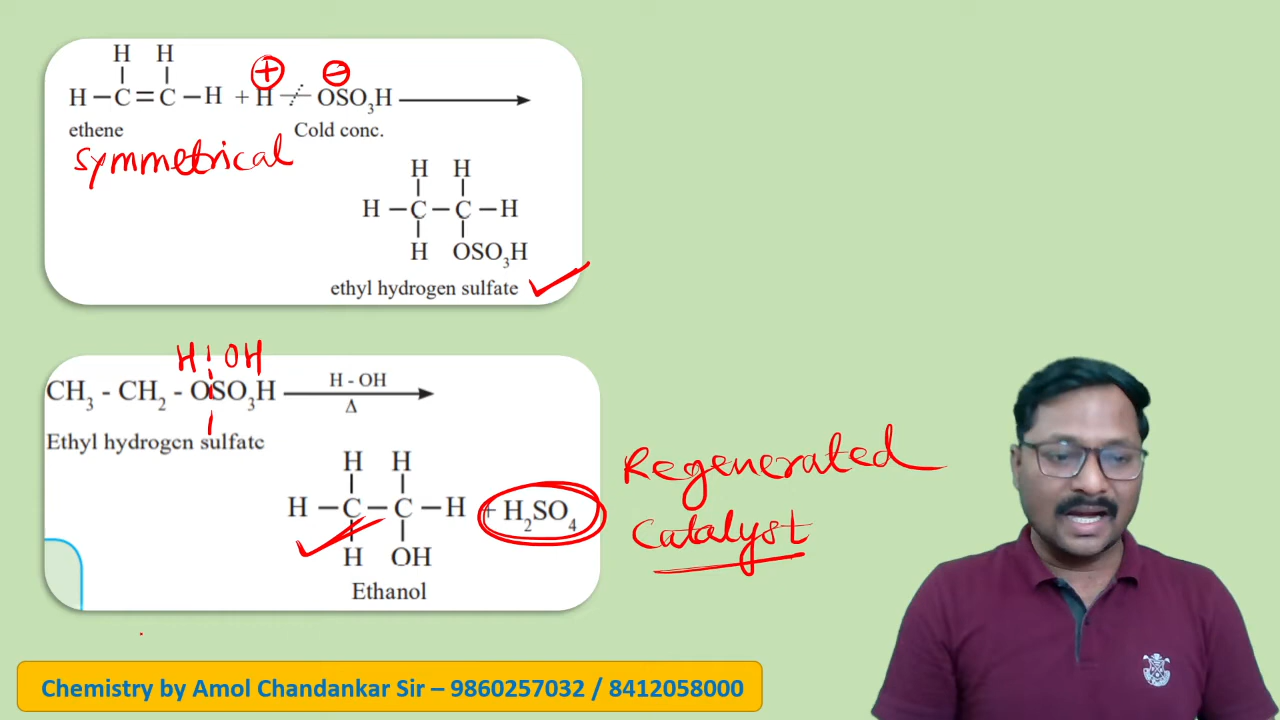 H H
H – C = C – H + H – OSO₃H
⊕ ⊖
ethene Cold conc.
symmetrical
H H
H – C – C – H
H OSO₃H
ethyl hydrogen sulfate
H OH
CH₃ - CH₂ - OSO₃H
H - OH
Δ
Ethyl hydrogen sulfate
H H
H – C – C – H + H₂SO₄
H OH
Ethanol
Regenerated
Catalyst
Chemistry by Amol Chandankar Sir – 9860257032 / 8412058000